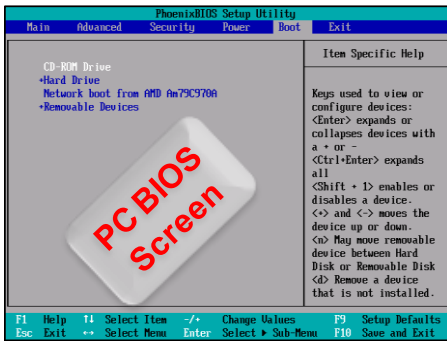 PhoenixBIOS Setup Utility
Main Advanced Security Power Boot Exit
CD-ROM Drive
+Hard Drive
Network boot from AMD Am79C970A
+Removable Devices
PC BIOS
Screen
Item Specific Help
Keys used to view or
configure devices:
<Enter> expands or
collapses devices with
a + or -
<Ctrl+Enter> expands
all
<Shift + 1> enables or
disables a device.
<+> and <-> moves the
device up or down.
<n> May move removable
device between Hard
Disk or Removable Disk
<d> Remove a device
that is not installed.
F1 Help ↑↓ Select Item -/+ Change Values F9 Setup Defaults
Esc Exit ↔ Select Menu Enter Select ▶ Sub-Menu F10 Save and Exit